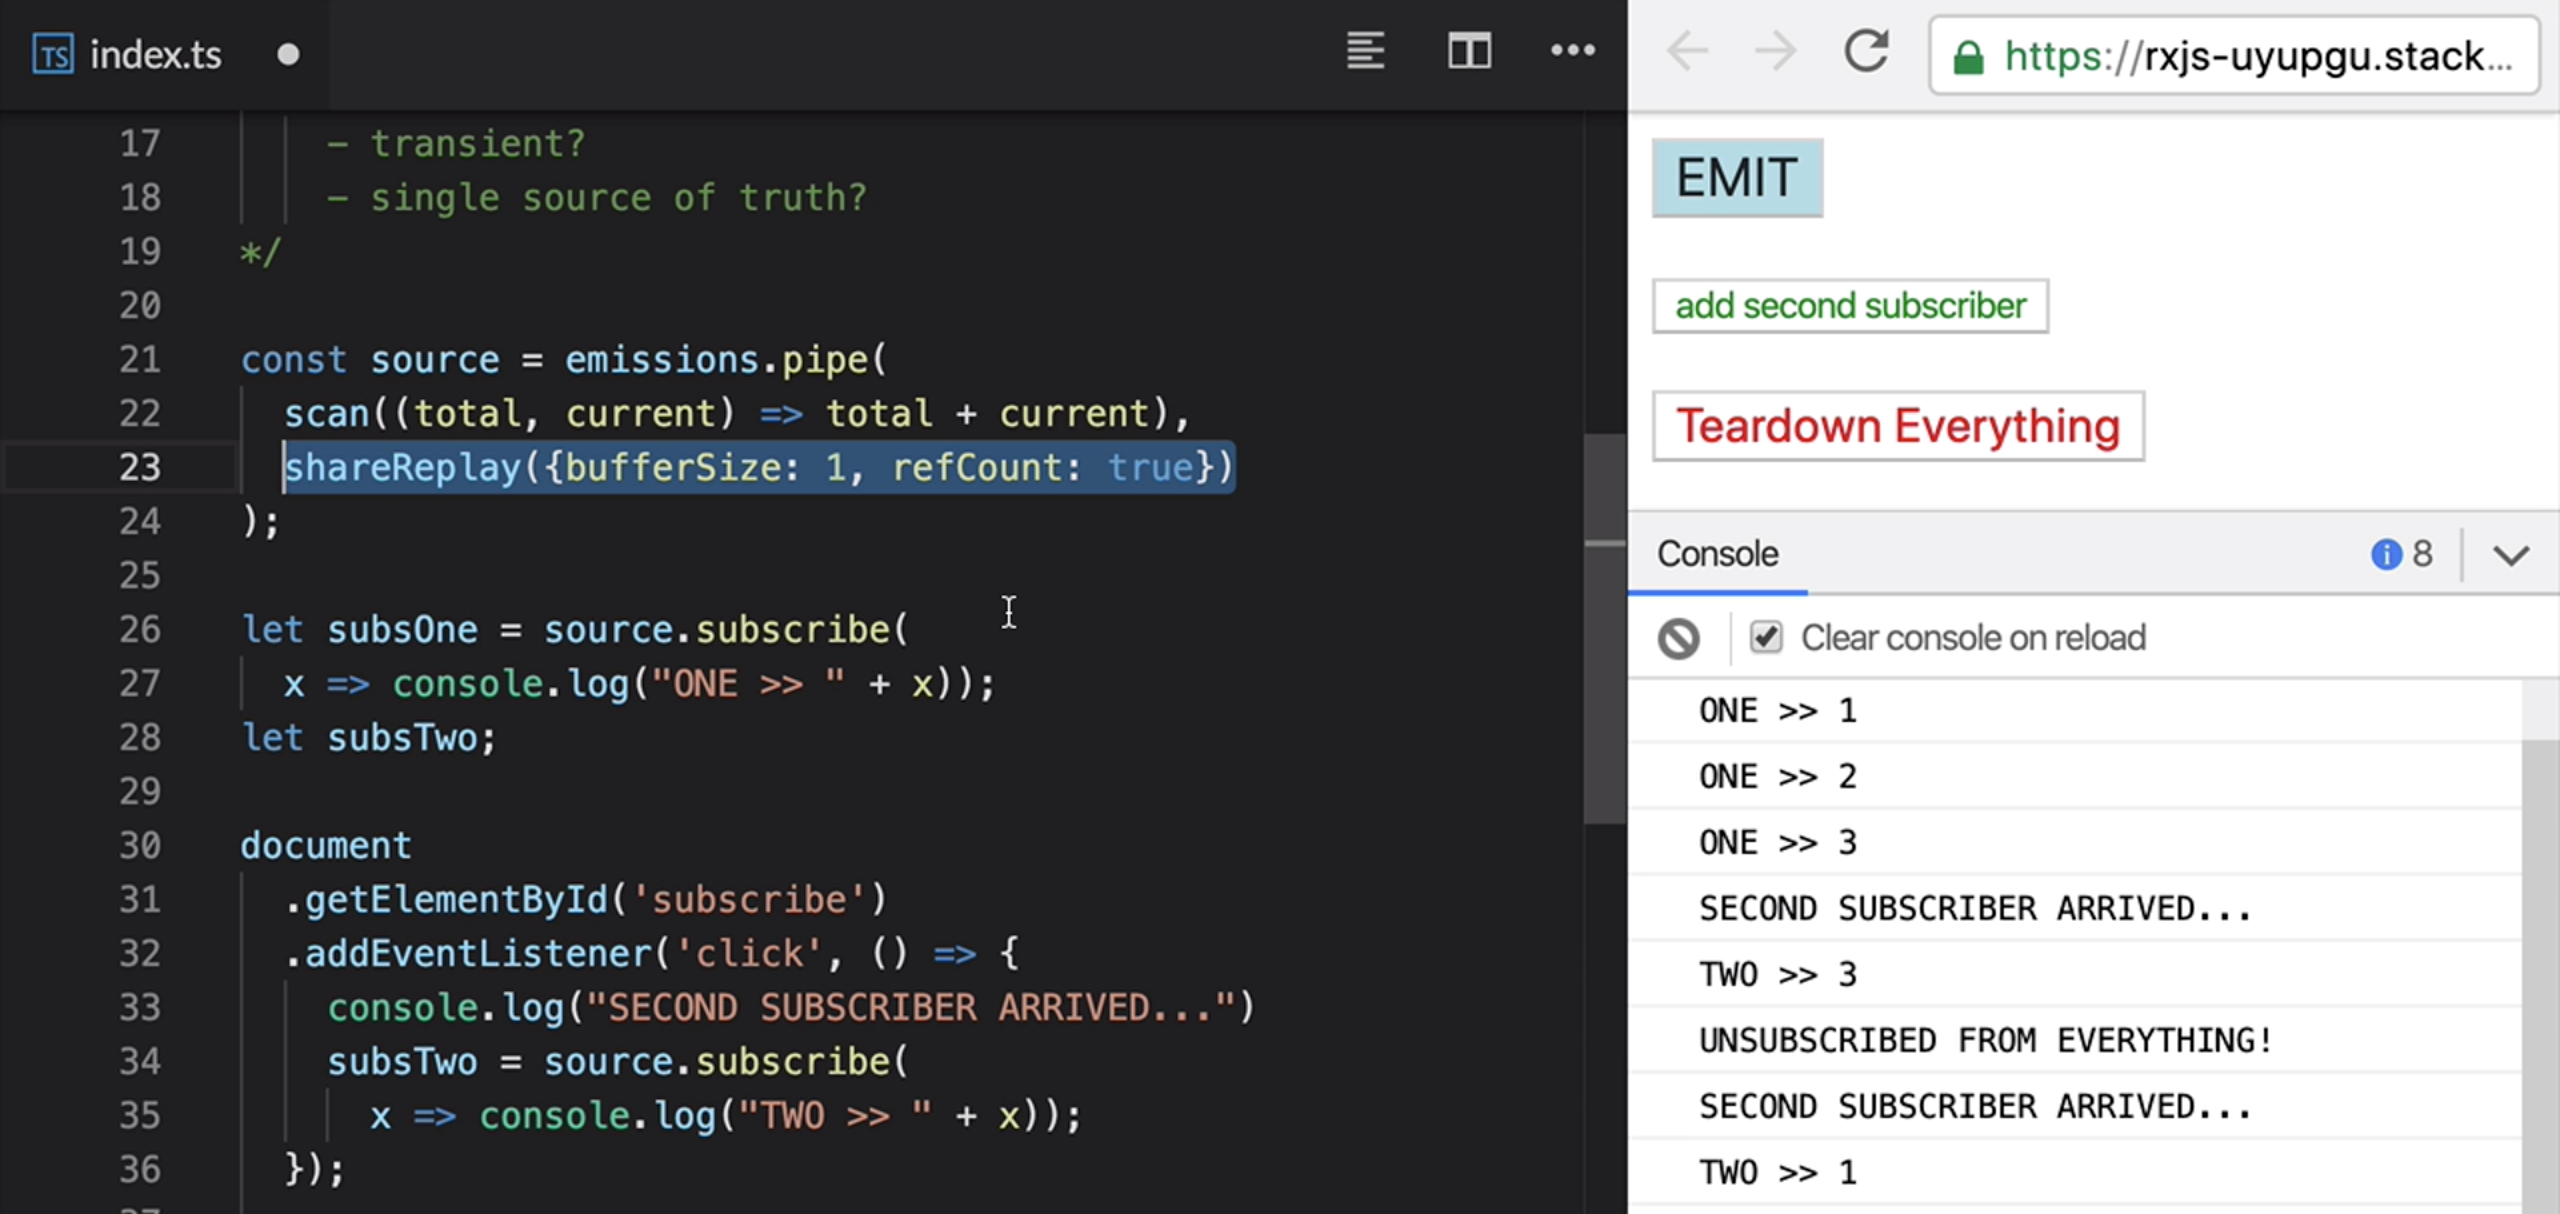 index.ts
17 - transient?
18 - single source of truth?
19 */
20
21 const source = emissions.pipe(
22 scan((total, current) => total + current),
23 shareReplay({bufferSize: 1, refCount: true})
24 );
25
26 let subsOne = source.subscribe(
27 x => console.log("ONE >> " + x));
28 let subsTwo;
29
30 document
31 .getElementById('subscribe')
32 .addEventListener('click', () => {
33 console.log("SECOND SUBSCRIBER ARRIVED...")
34 subsTwo = source.subscribe(
35 x => console.log("TWO >> " + x));
36 });
https://rxjs-uyupgu.stack...
EMIT
add second subscriber
Teardown Everything
Console 8
Clear console on reload
ONE >> 1
ONE >> 2
ONE >> 3
SECOND SUBSCRIBER ARRIVED...
TWO >> 3
UNSUBSCRIBED FROM EVERYTHING!
SECOND SUBSCRIBER ARRIVED...
TWO >> 1